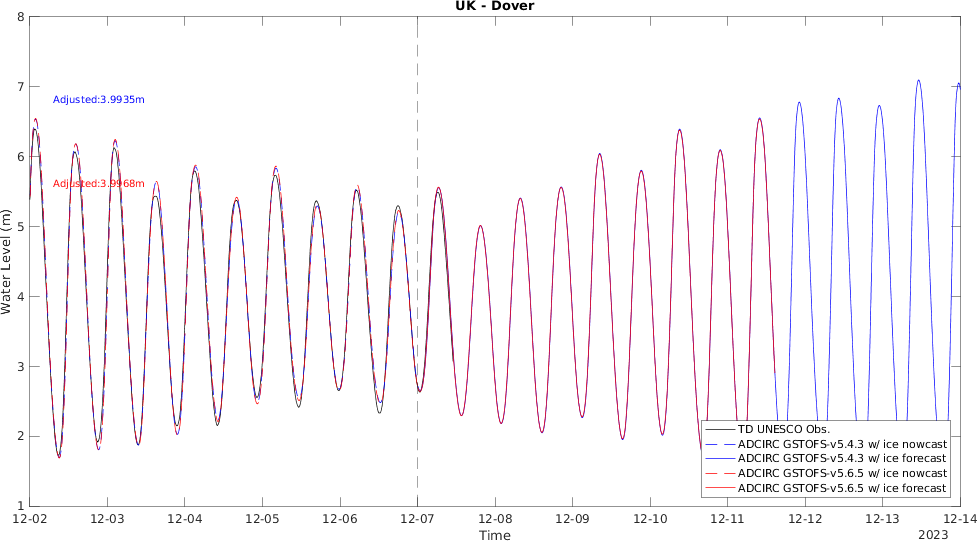 UK - Dover
8
7
6
5
4
3
2
1
Water Level (m)
Adjusted:3.9935m
Adjusted:3.9968m
TD UNESCO Obs.
ADCIRC GSTOFS-v5.4.3 w/ ice nowcast
ADCIRC GSTOFS-v5.4.3 w/ ice forecast
ADCIRC GSTOFS-v5.6.5 w/ ice nowcast
ADCIRC GSTOFS-v5.6.5 w/ ice forecast
12-02 12-03 12-04 12-05 12-06 12-07 12-08 12-09 12-10 12-11 12-12 12-13 12-14
Time
2023